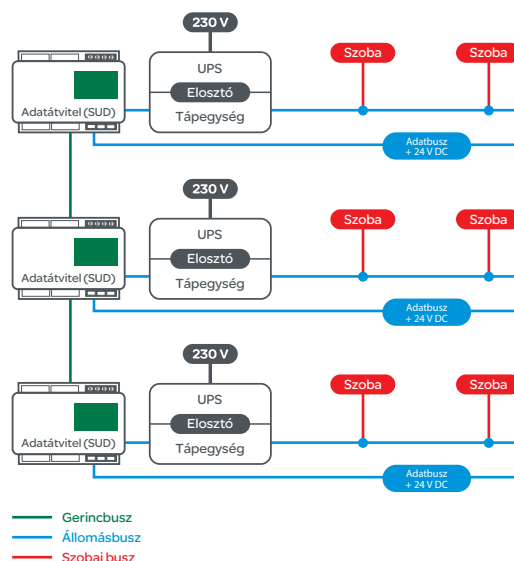 230 V
Szoba
Szoba
UPS
Elosztó
Tápegység
Adatátvitel (SUD)
Adatbusz
+ 24 V DC
230 V
Szoba
Szoba
UPS
Elosztó
Tápegység
Adatátvitel (SUD)
Adatbusz
+ 24 V DC
230 V
Szoba
Szoba
UPS
Elosztó
Tápegység
Adatátvitel (SUD)
Adatbusz
+ 24 V DC
Gerincbusz
Állomásbusz
Szobai busz